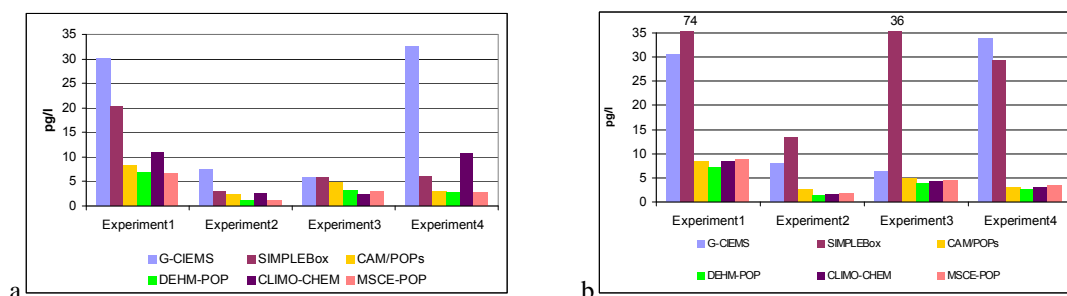 35
30
25
20
15
10
5
0
pg/l
Experiment1 Experiment2 Experiment3 Experiment4
G-CIEMS SIMPLEBox CAM/POPs
DEHM-POP CLIMO-CHEM MSCE-POP
a
74 36
35
30
25
20
15
10
5
0
pg/l
Experiment1 Experiment2 Experiment3 Experiment4
G-CIEMS SIMPLEBox CAM/POPs
DEHM-POP CLIMO-CHEM MSCE-POP
b